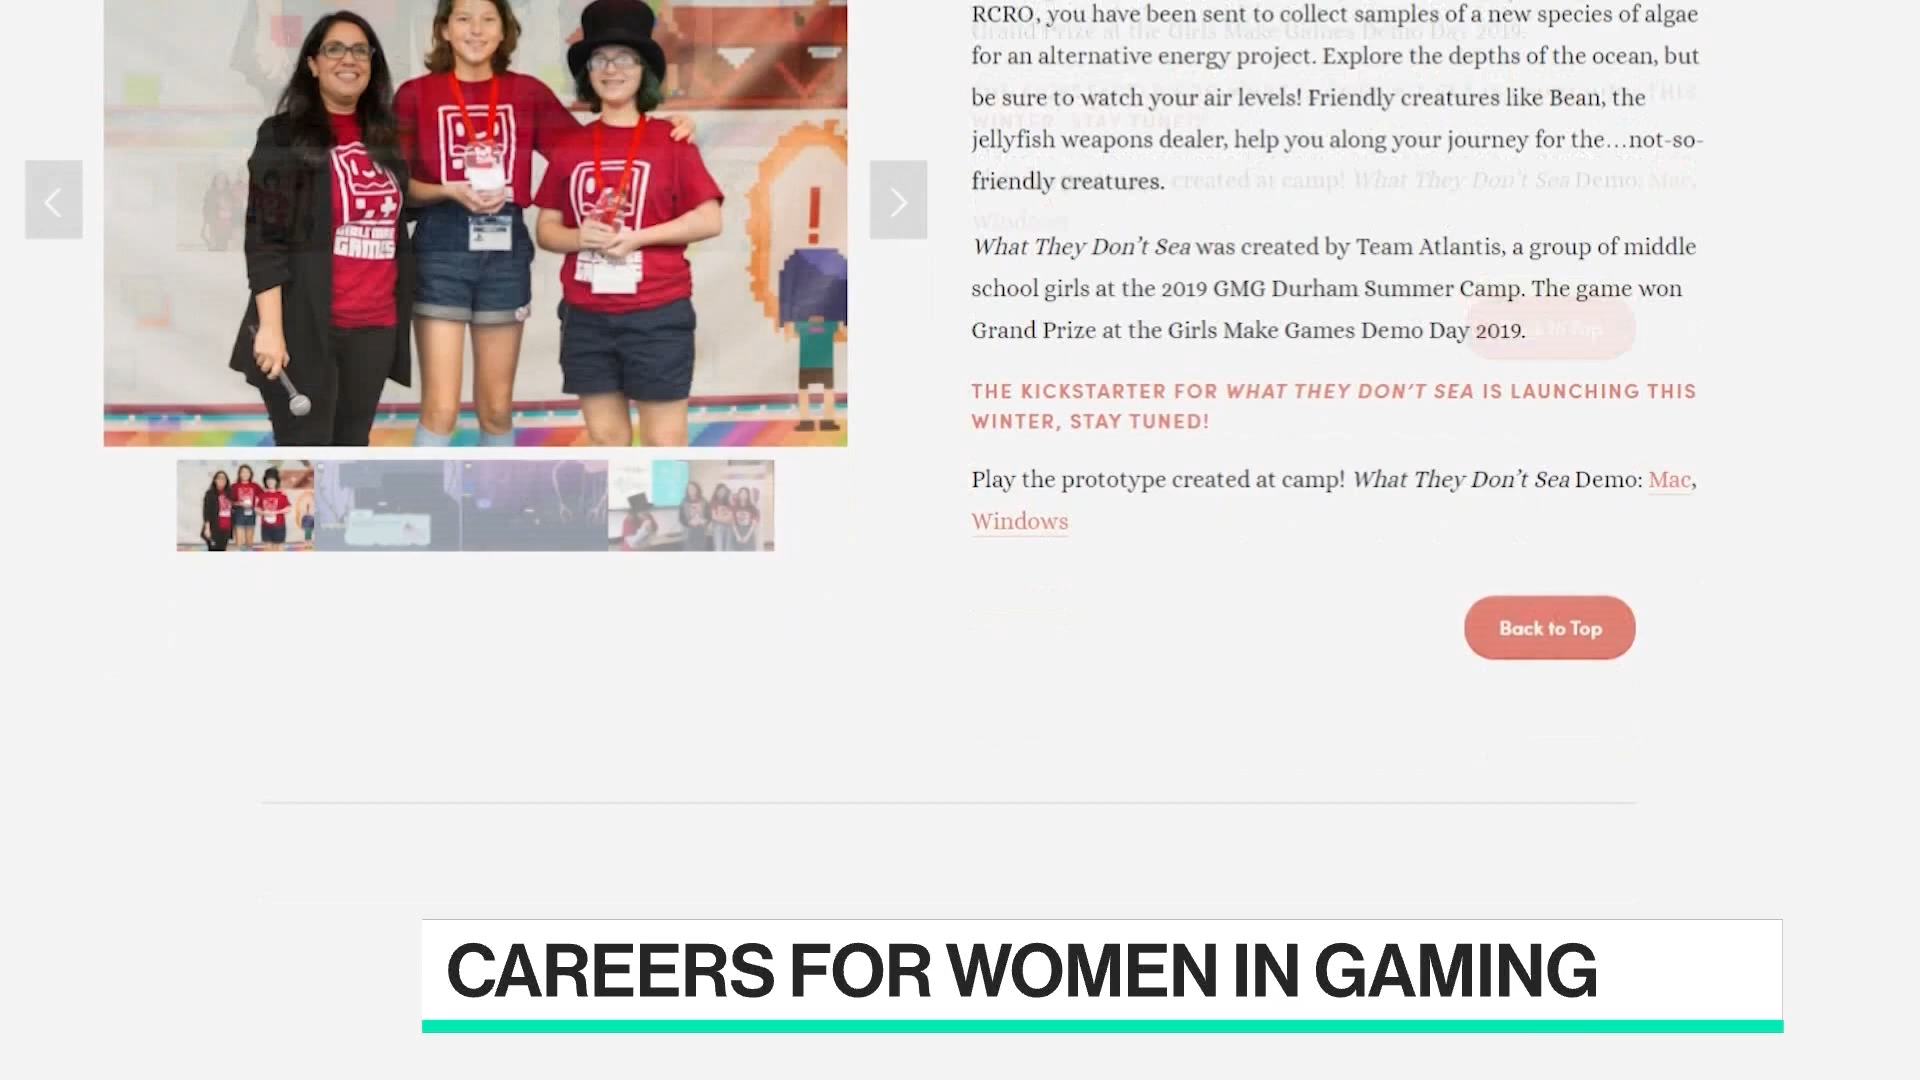 RCRO, you have been sent to collect samples of a new species of algae
for an alternative energy project. Explore the depths of the ocean, but
be sure to watch your air levels! Friendly creatures like Bean, the
jellyfish weapons dealer, help you along your journey for the…not-so-
friendly creatures.
What They Don’t Sea was created by Team Atlantis, a group of middle
school girls at the 2019 GMG Durham Summer Camp. The game won
Grand Prize at the Girls Make Games Demo Day 2019.
THE KICKSTARTER FOR WHAT THEY DON’T SEA IS LAUNCHING THIS
WINTER, STAY TUNED!
Play the prototype created at camp! What They Don’t Sea Demo: Mac,
Windows
Back to Top
GIRLS MAKE
GAMES
CAREERS FOR WOMEN IN GAMING